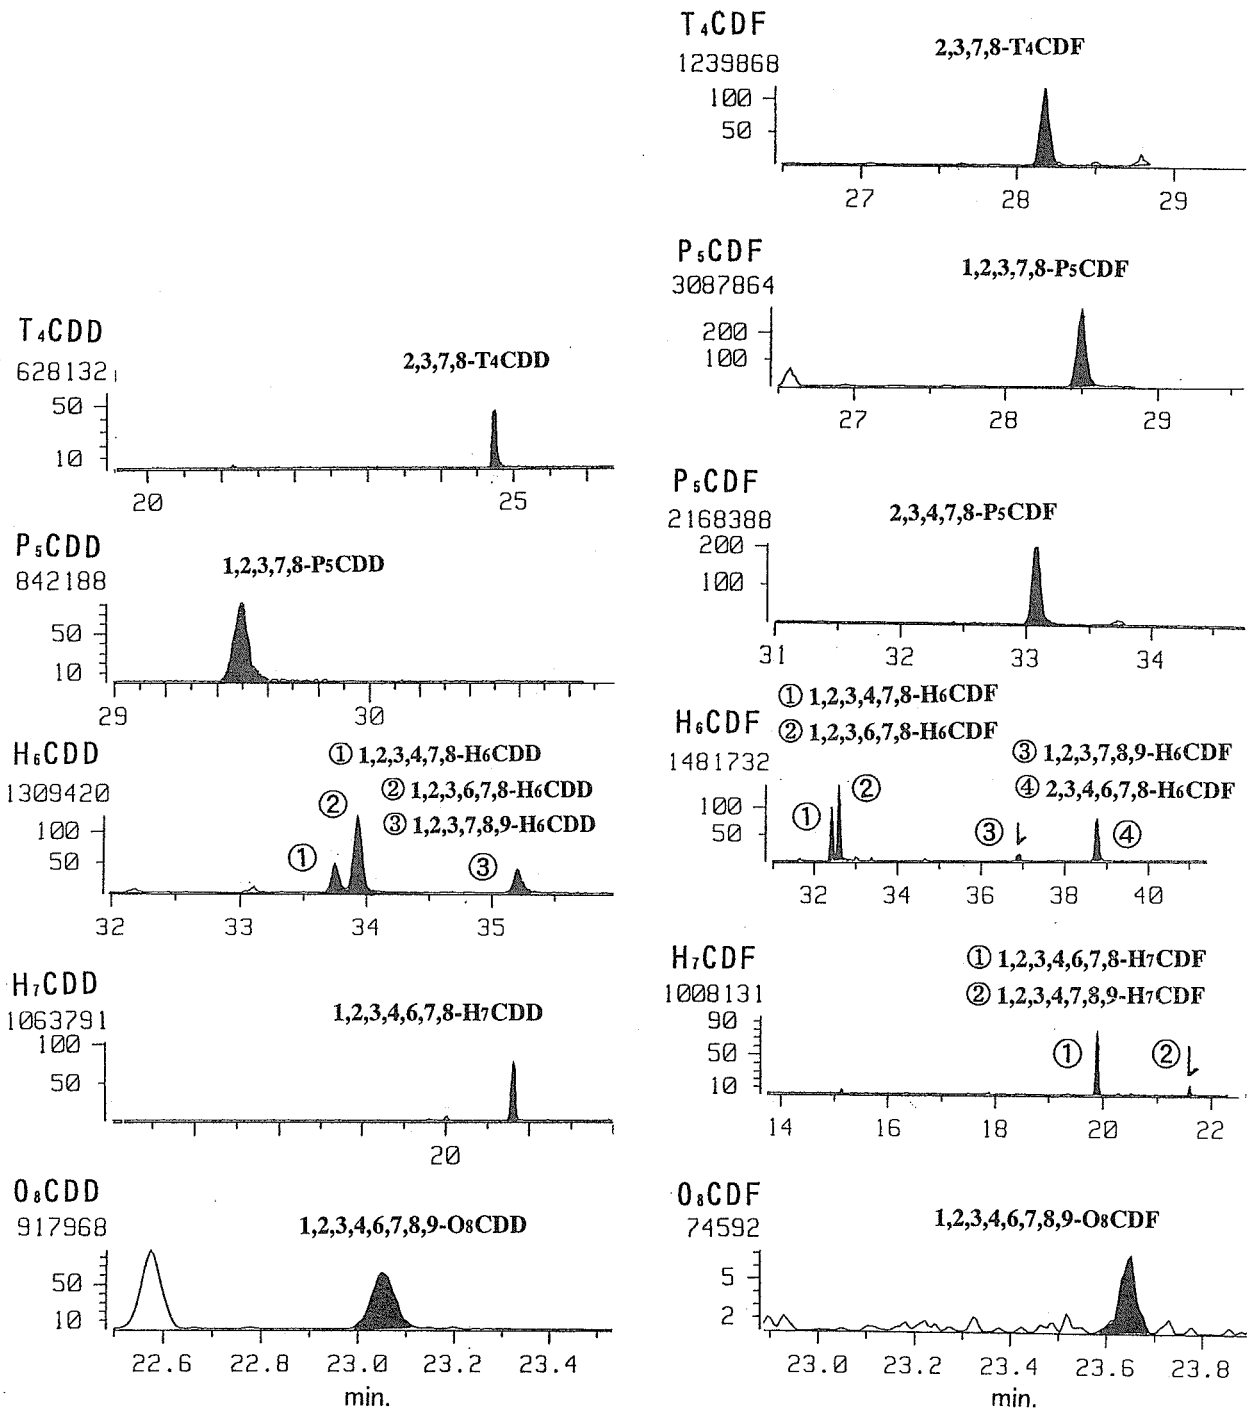 T4CDD
628132
2,3,7,8-T4CDD
50
10
20
25
P5CDD
842188
1,2,3,7,8-P5CDD
50
10
29
30
H6CDD
1309420
① 1,2,3,4,7,8-H6CDD
② 1,2,3,6,7,8-H6CDD
③ 1,2,3,7,8,9-H6CDD
100
50
①
②
③
32
33
34
35
H7CDD
1063791
1,2,3,4,6,7,8-H7CDD
100
50
20
O8CDD
917968
1,2,3,4,6,7,8,9-O8CDD
50
10
22.6
22.8
23.0
23.2
23.4
min.
T4CDF
1239868
2,3,7,8-T4CDF
100
50
27
28
29
P5CDF
3087864
1,2,3,7,8-P5CDF
200
100
27
28
29
P5CDF
2168388
2,3,4,7,8-P5CDF
200
100
31
32
33
34
① 1,2,3,4,7,8-H6CDF
H6CDF
② 1,2,3,6,7,8-H6CDF
③ 1,2,3,7,8,9-H6CDF
1481732
④ 2,3,4,6,7,8-H6CDF
100
50
①
②
③
④
32
34
36
38
40
H7CDF
① 1,2,3,4,6,7,8-H7CDF
1008131
② 1,2,3,4,7,8,9-H7CDF
90
50
10
①
②
14
16
18
20
22
O8CDF
74592
1,2,3,4,6,7,8,9-O8CDF
5
2
23.0
23.2
23.4
23.6
23.8
min.